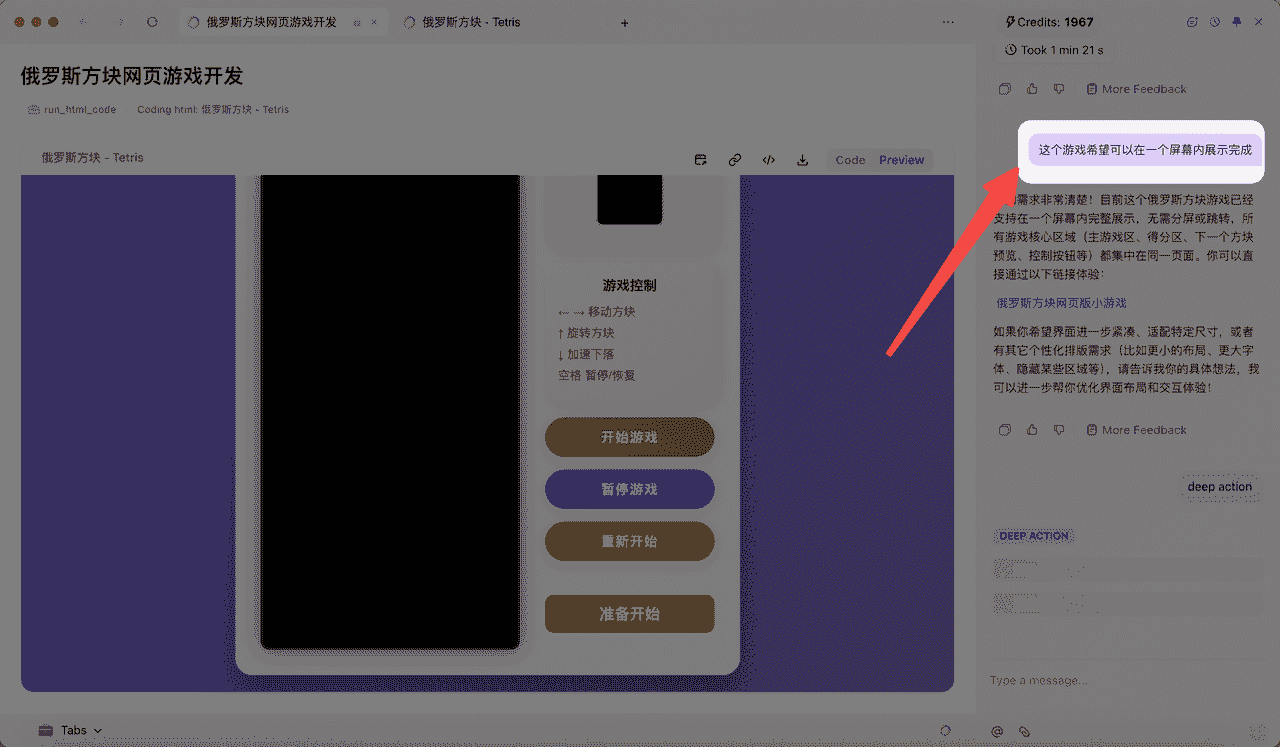 俄罗斯方块网页游戏开发
俄罗斯方块 - Tetris
Credits: 1967
Took 1 min 21 s
俄罗斯方块网页游戏开发
run_html_code
Coding html: 俄罗斯方块 - Tetris
More Feedback
俄罗斯方块 - Tetris
Code
Preview
游戏控制
←→ 移动方块
↑ 旋转方块
↓ 加速下落
空格 暂停/恢复
开始游戏
暂停游戏
重新开始
准备开始
这个游戏希望可以在一个屏幕内展示完成
需求非常清楚！目前这个俄罗斯方块游戏已经
支持在一个屏幕内完整展示，无需分屏或跳转，所
有游戏核心区域（主游戏区、得分区、下一个方块
预览、控制按钮等）都集中在同一页面。你可以直
接通过以下链接体验：
俄罗斯方块网页版小游戏
如果你希望界面进一步紧凑、适配特定尺寸，或者
有其它个性化排版需求（比如更小的布局、更大字
体、隐藏某些区域等），请告诉我你的具体想法，我
可以进一步帮你优化界面布局和交互体验！
More Feedback
deep action
DEEP ACTION
Type a message...
Tabs